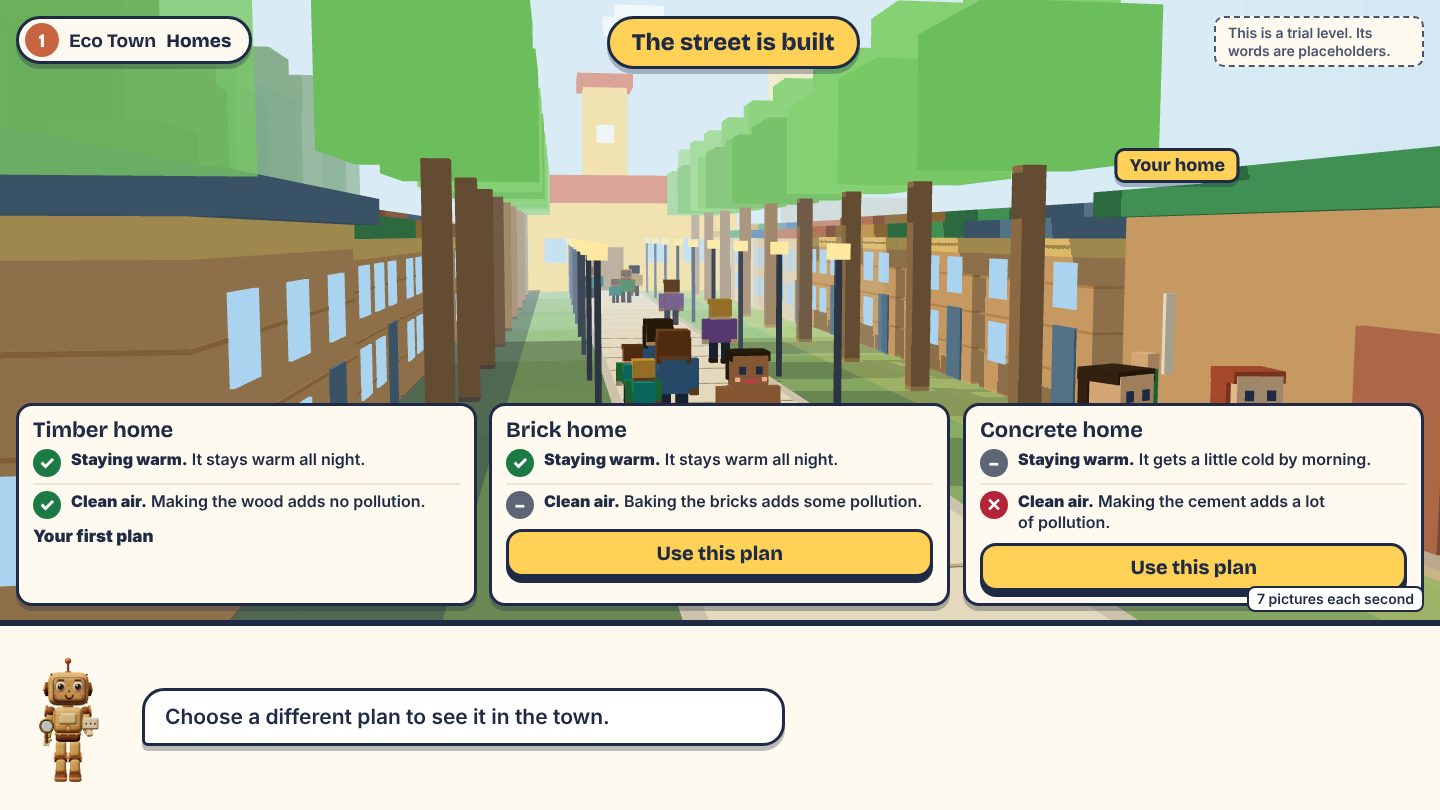 1 Eco Town Homes
The street is built
This is a trial level. Its
words are placeholders.
Your home
Timber home
Staying warm. It stays warm all night.
Clean air. Making the wood adds no pollution.
Your first plan
Brick home
Staying warm. It stays warm all night.
Clean air. Baking the bricks adds some pollution.
Use this plan
Concrete home
Staying warm. It gets a little cold by morning.
Clean air. Making the cement adds a lot
of pollution.
Use this plan
7 pictures each second
Choose a different plan to see it in the town.